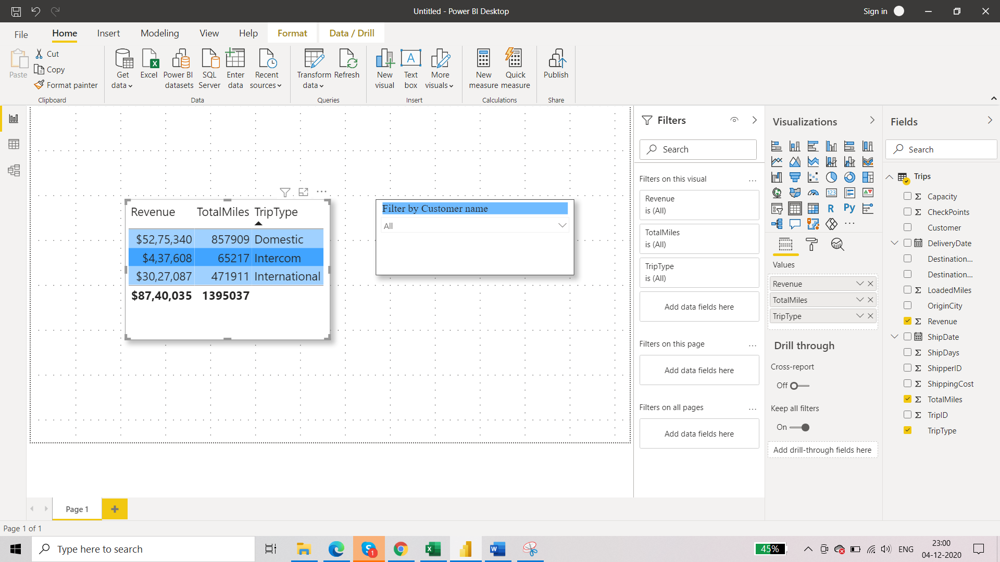 Untitled - Power BI Desktop
Sign in
File
Home
Insert
Modeling
View
Help
Format
Data / Drill
Paste
Cut
Copy
Format painter
Clipboard
Get data
Excel
Power BI datasets
SQL Server
Enter data
Recent sources
Data
Transform data
Refresh
Queries
New visual
Text box
More visuals
Insert
New measure
Quick measure
Calculations
Publish
Share
Revenue TotalMiles TripType
$52,75,340 857909 Domestic
$4,37,608 65217 Intercom
$30,27,087 471911 International
$87,40,035 1395037
Filter by Customer name
All
Filters
Search
Filters on this visual
...
Revenue
is (All)
TotalMiles
is (All)
TripType
is (All)
Add data fields here
Filters on this page
...
Add data fields here
Filters on all pages
...
Add data fields here
Visualizations
123
R
Py
...
Values
Revenue
TotalMiles
TripType
Drill through
Cross-report
Off
Keep all filters
On
Add drill-through fields here
Fields
Search
Trips
Σ Capacity
Σ CheckPoints
Customer
DeliveryDate
Destination...
Destination...
Σ LoadedMiles
OriginCity
Σ Revenue
ShipDate
Σ ShipDays
Σ ShipperID
Σ ShippingCost
Σ TotalMiles
Σ TripID
TripType
Page 1
Page 1 of 1
Type here to search
1
45%
ENG
23:00
04-12-2020